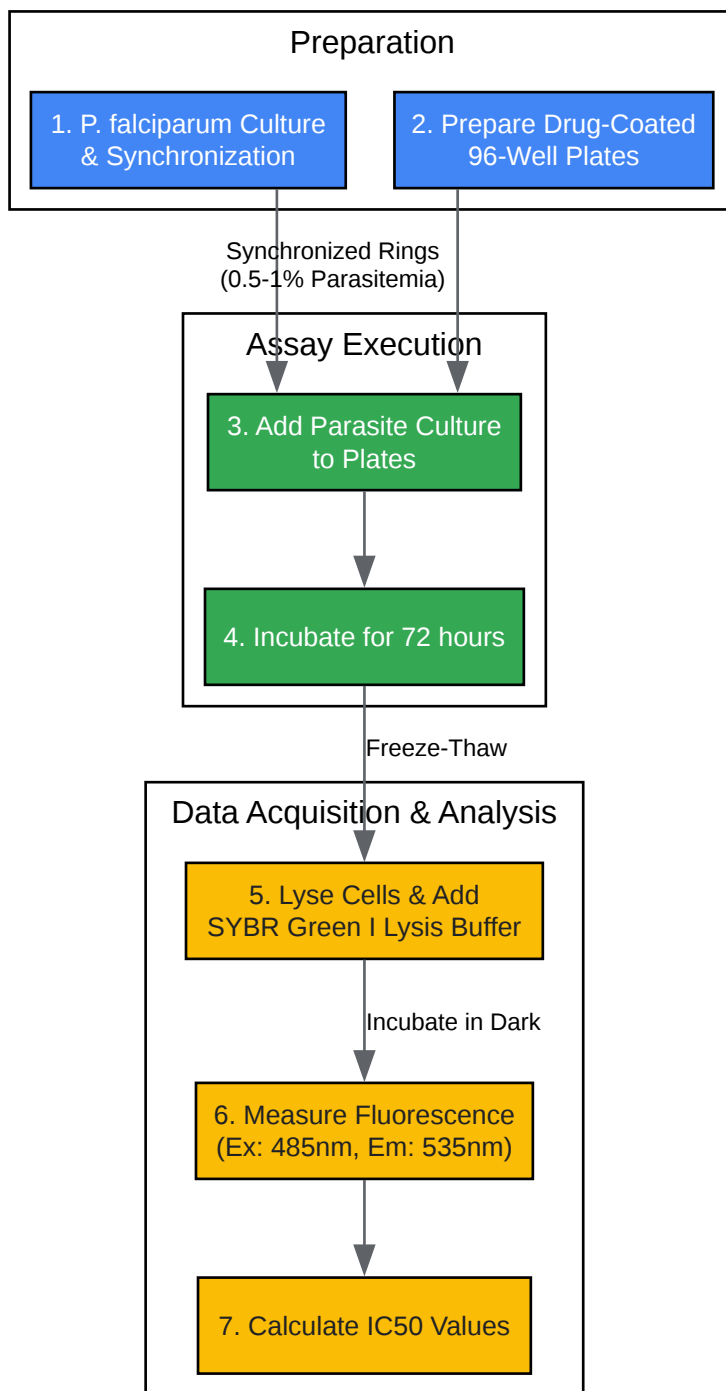 Preparation
1. P. falciparum Culture
& Synchronization
2. Prepare Drug-Coated
96-Well Plates
Synchronized Rings
(0.5-1% Parasitemia)
Assay Execution
3. Add Parasite Culture
to Plates
4. Incubate for 72 hours
Freeze-Thaw
Data Acquisition & Analysis
5. Lyse Cells & Add
SYBR Green I Lysis Buffer
Incubate in Dark
6. Measure Fluorescence
(Ex: 485nm, Em: 535nm)
7. Calculate IC50 Values